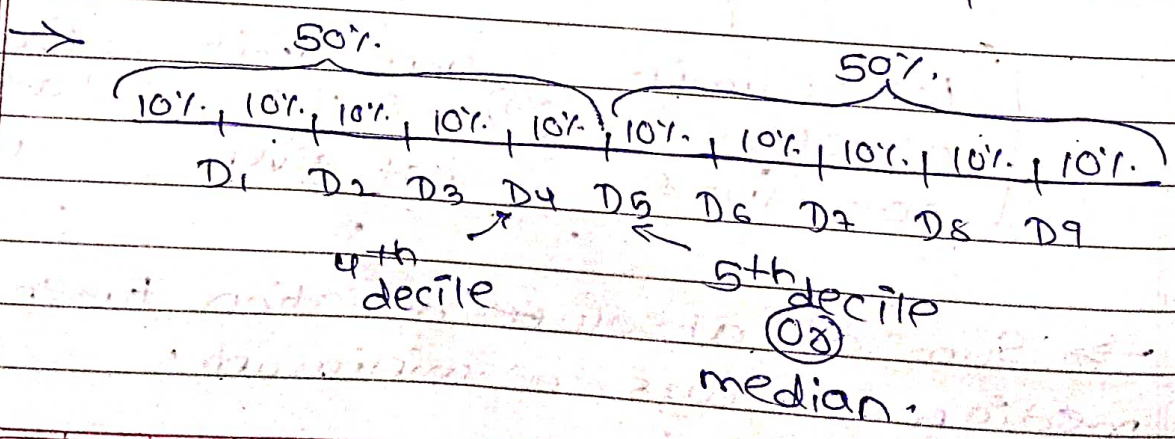 → 50%. 50%.
10%. 10%. 10%. 10%. 10%. 10%. 10%. 10%. 10%. 10%.
D1 D2 D3 D4 D5 D6 D7 D8 D9
4th decile
5th decile
OR
median.